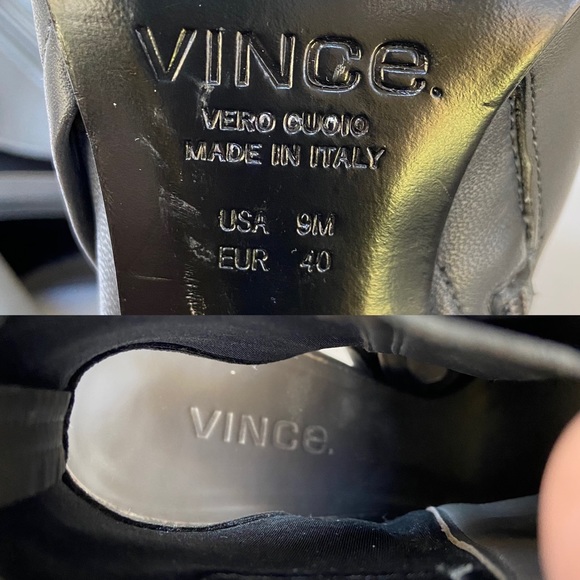 VINCe.
VERO CUOIO
MADE IN ITALY
USA 9M
EUR 40
VINCe.